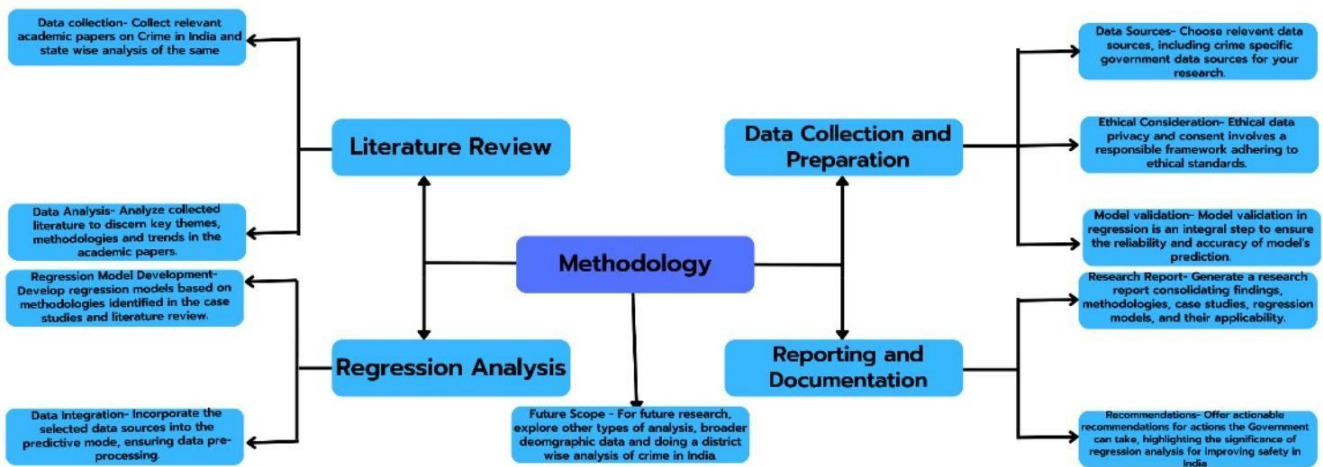 Data collection- Collect relevant
academic papers on Crime in India and
state wise analysis of the same
Literature Review
Data Analysis- Analyze collected
literature to discern key themes,
methodologies and trends in the
academic papers.
Regression Model Development-
Develop regression models based on
methodologies identified in the case
studies and literature review.
Regression Analysis
Data Integration- Incorporate the
selected data sources into the
predictive mode, ensuring data pre-
processing.
Methodology
Future Scope - For future research,
explore other types of analysis, broader
deomgraphic data and doing a district
wise analysis of crime in India.
Data Collection and
Preparation
Data Sources- Choose relevent data
sources, including crime specific
government data sources for your
research.
Ethical Consideration- Ethical data
privacy and consent involves a
responsible framework adhering to
ethical standards.
Model validation- Model validation in
regression is an integral step to ensure
the reliability and accuracy of model's
prediction.
Reporting and
Documentation
Research Report- Generate a research
report consolidating findings,
methodologies, case studies, regression
models, and their applicability.
Recommendations- Offer actionable
recommendations for actions the Government
can take, highlighting the significance of
regression analysis for improving safety in
India